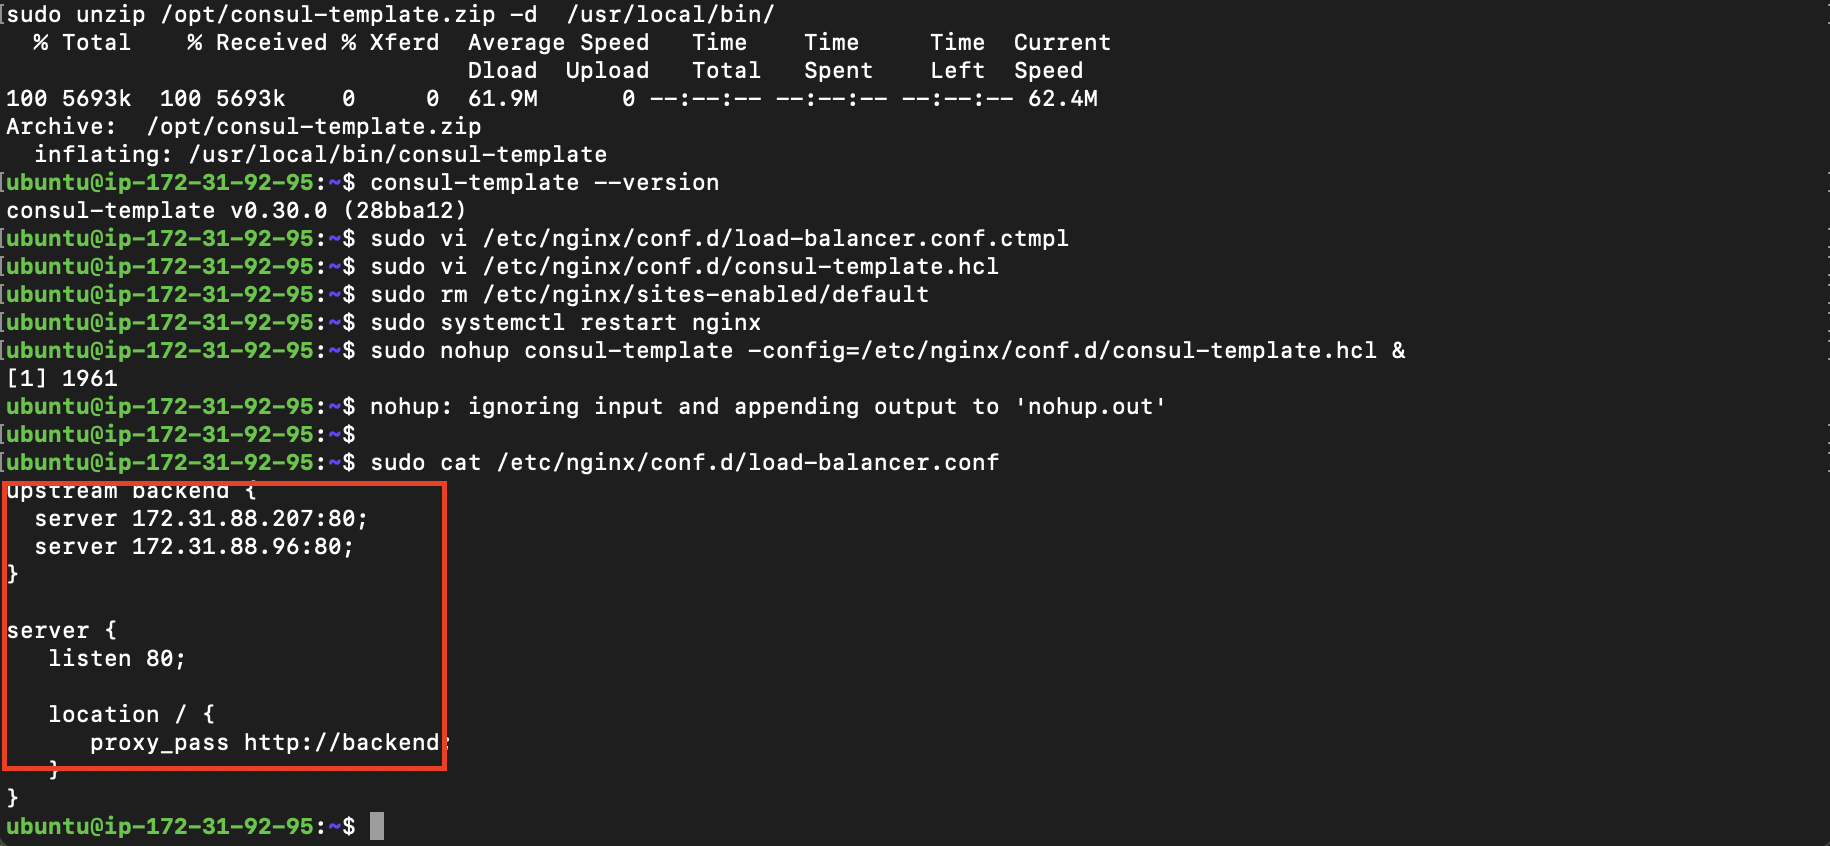 sudo unzip /opt/consul-template.zip -d  /usr/local/bin/
  % Total    % Received % Xferd  Average Speed   Time    Time     Time  Current
                                 Dload  Upload   Total   Spent    Left  Speed
100 5693k  100 5693k    0     0  61.9M      0 --:--:-- --:--:-- --:--:-- 62.4M
Archive:  /opt/consul-template.zip
  inflating: /usr/local/bin/consul-template
ubuntu@ip-172-31-92-95:~$ consul-template --version
consul-template v0.30.0 (28bba12)
ubuntu@ip-172-31-92-95:~$ sudo vi /etc/nginx/conf.d/load-balancer.conf.ctmpl
ubuntu@ip-172-31-92-95:~$ sudo vi /etc/nginx/conf.d/consul-template.hcl
ubuntu@ip-172-31-92-95:~$ sudo rm /etc/nginx/sites-enabled/default
ubuntu@ip-172-31-92-95:~$ sudo systemctl restart nginx
ubuntu@ip-172-31-92-95:~$ sudo nohup consul-template -config=/etc/nginx/conf.d/consul-template.hcl &
[1] 1961
ubuntu@ip-172-31-92-95:~$ nohup: ignoring input and appending output to 'nohup.out'
ubuntu@ip-172-31-92-95:~$
ubuntu@ip-172-31-92-95:~$ sudo cat /etc/nginx/conf.d/load-balancer.conf
upstream backend {
  server 172.31.88.207:80;
  server 172.31.88.96:80;
}

server {
   listen 80;

   location / {
      proxy_pass http://backend;
   }
}
ubuntu@ip-172-31-92-95:~$